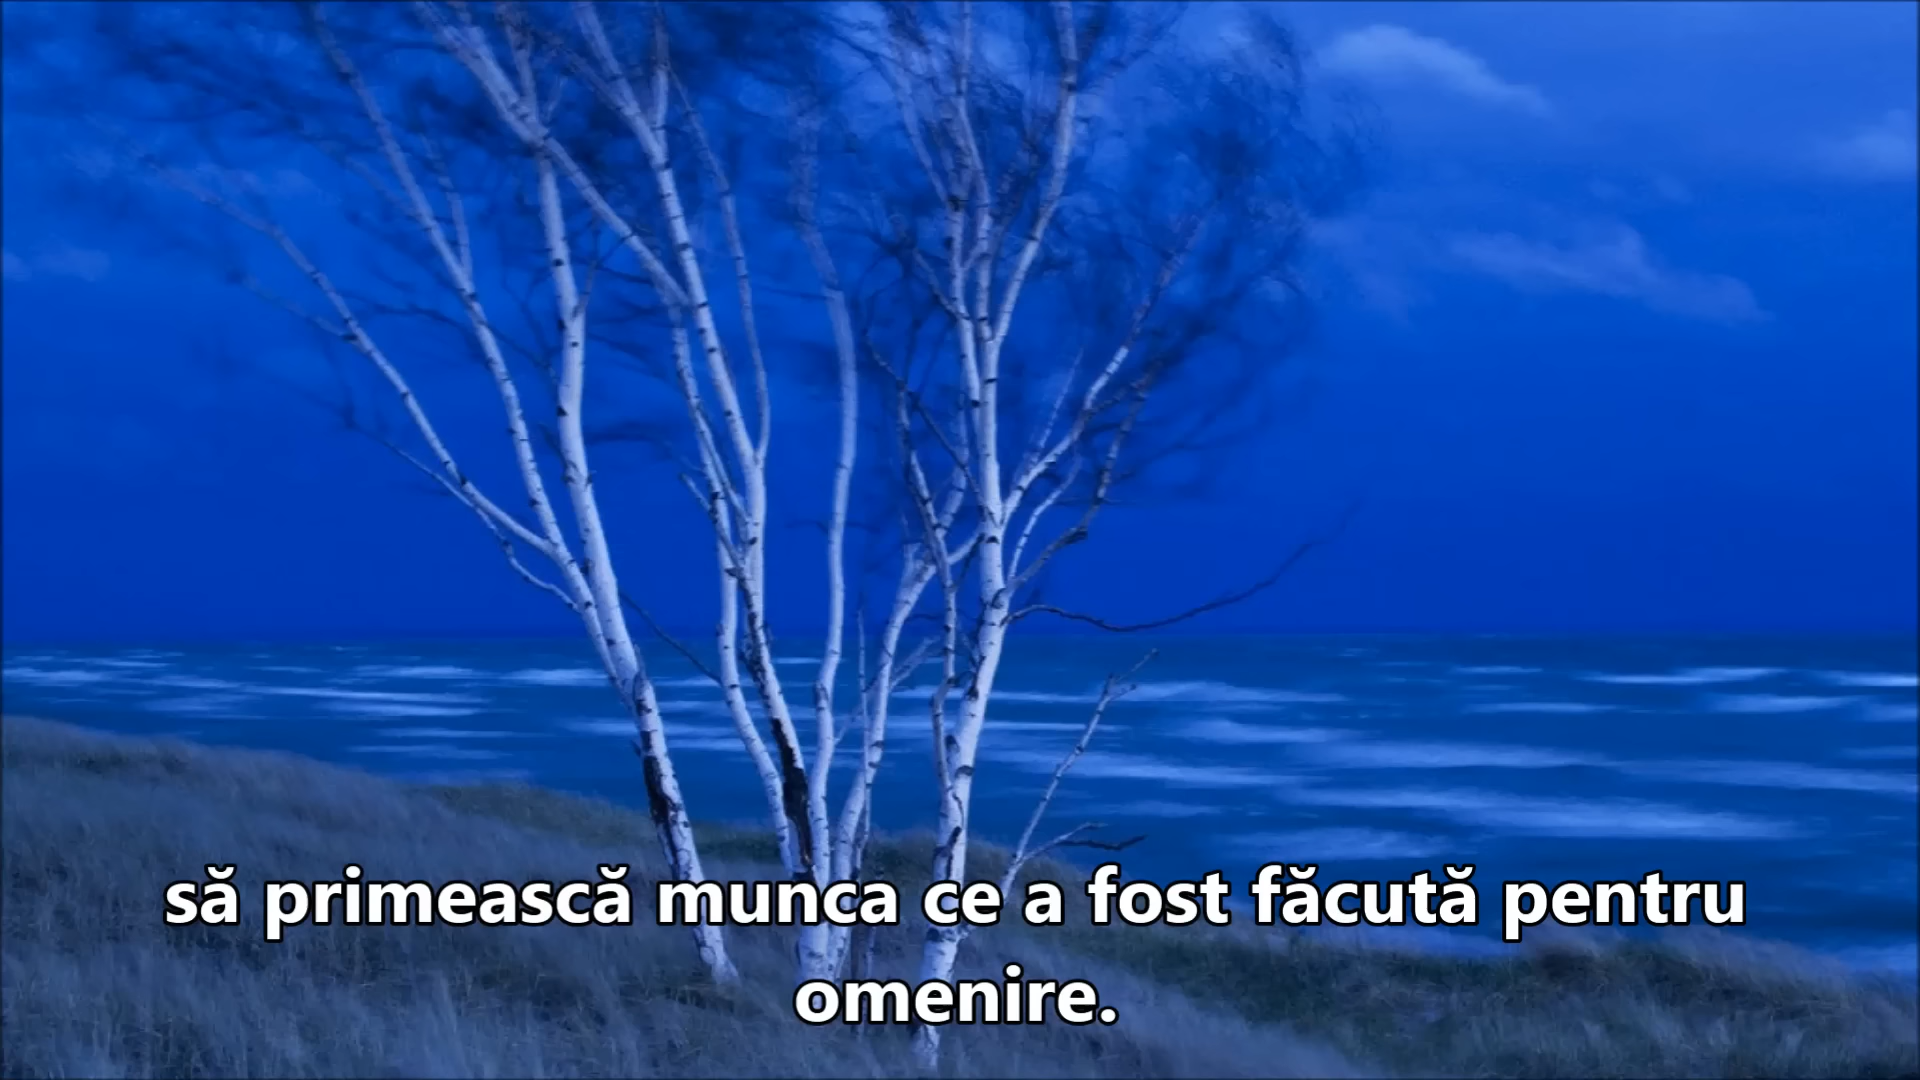 să primească munca ce a fost făcută pentru
omenire.